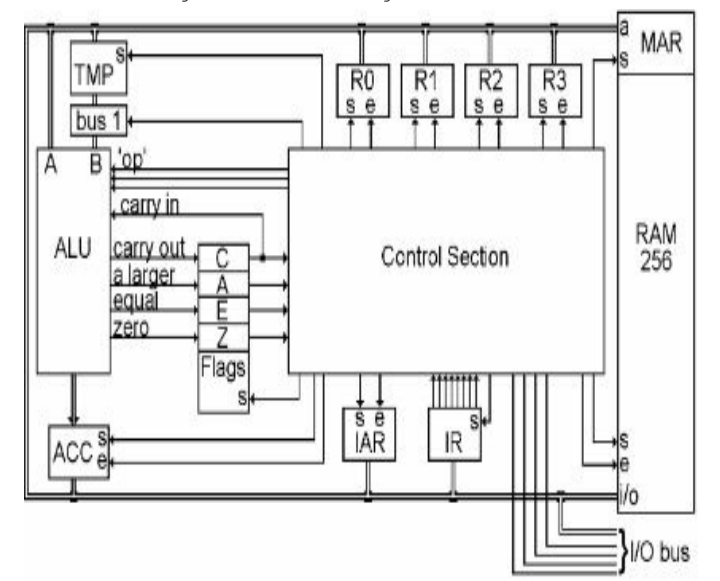 a
MAR
s
TMP
s
R0
s e
R1
s e
R2
s e
R3
s e
bus 1
A B
'op'
carry in
ALU
carry out
a larger
equal
zero
C
A
E
Z
Flags
s
Control Section
RAM
256
ACC
s
e
s e
IAR
s
IR
s
e
i/o
I/O bus